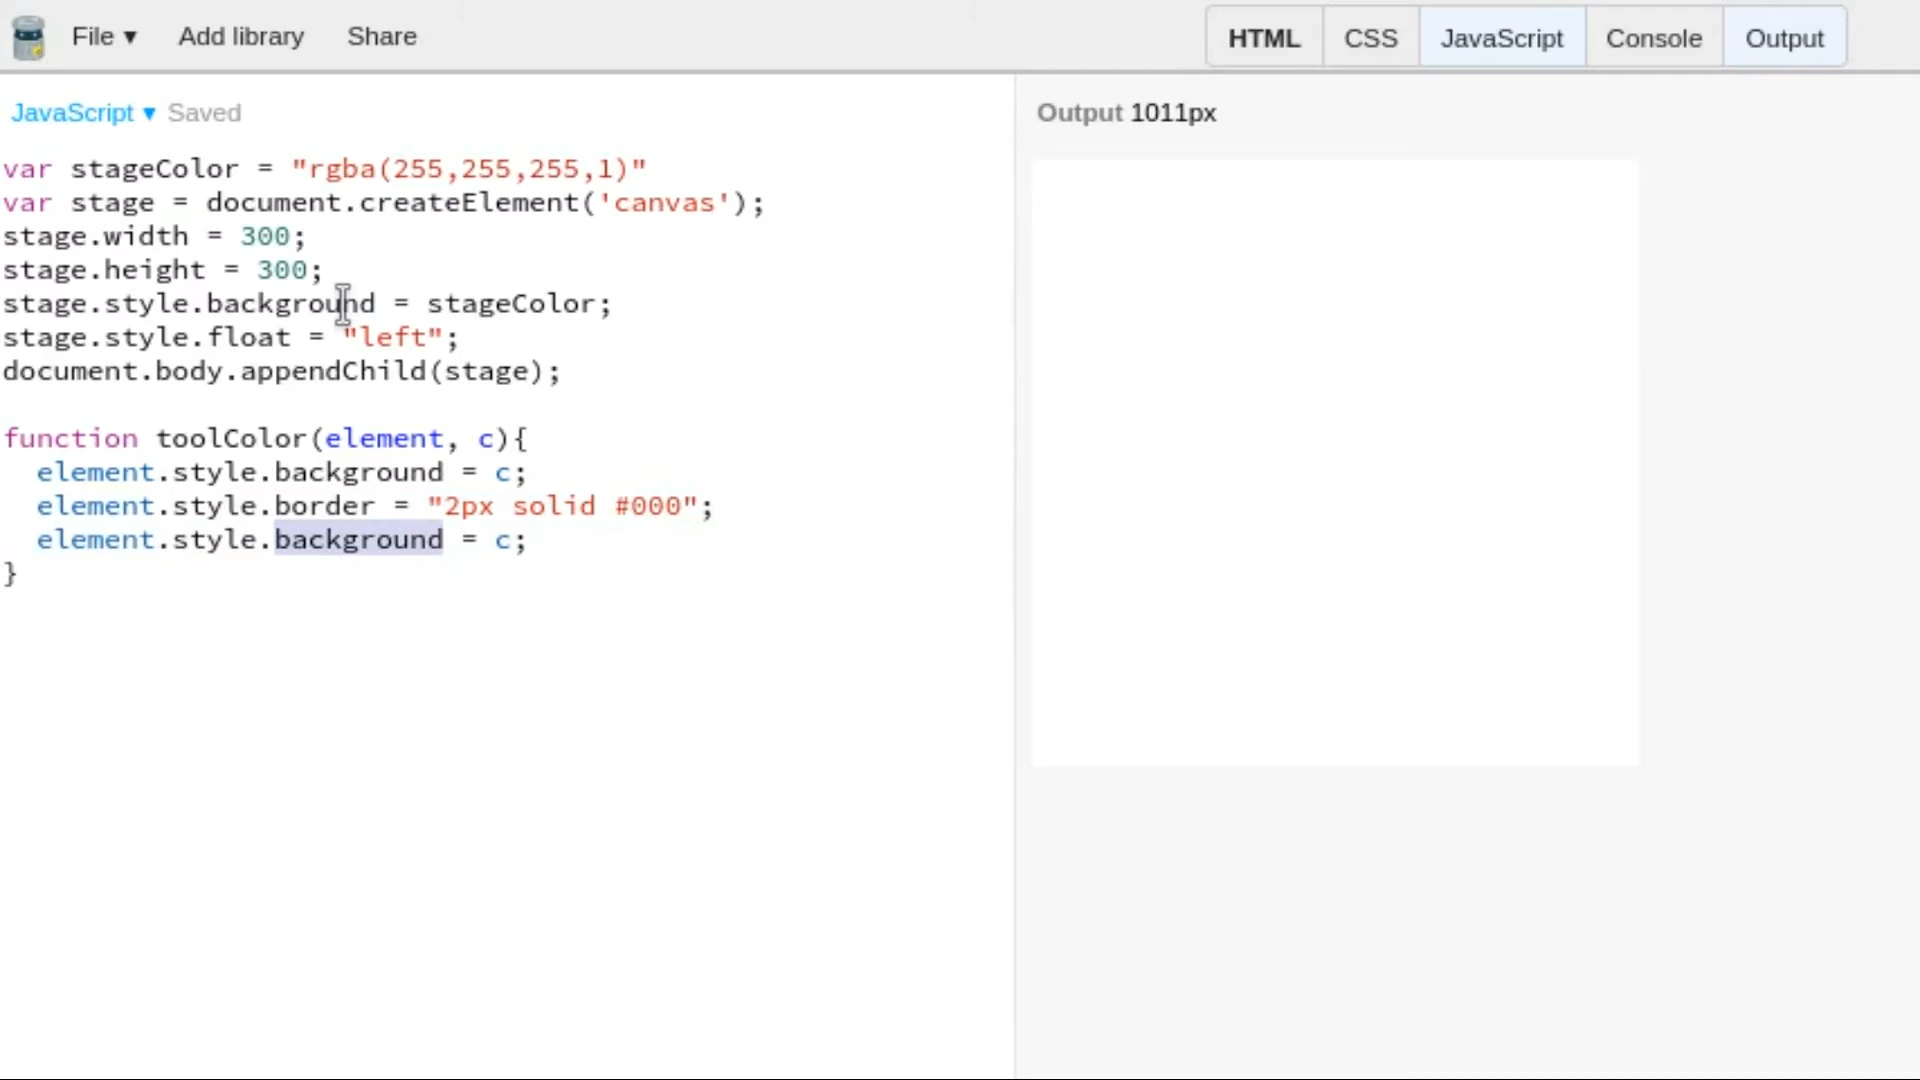 File ▾ Add library Share HTML CSS JavaScript Console Output
JavaScript ▾ Saved
Output 1011px
var stageColor = "rgba(255,255,255,1)"
var stage = document.createElement('canvas');
stage.width = 300;
stage.height = 300;
stage.style.background = stageColor;
stage.style.float = "left";
document.body.appendChild(stage);
function toolColor(element, c){
element.style.background = c;
element.style.border = "2px solid #000";
element.style.background = c;
}